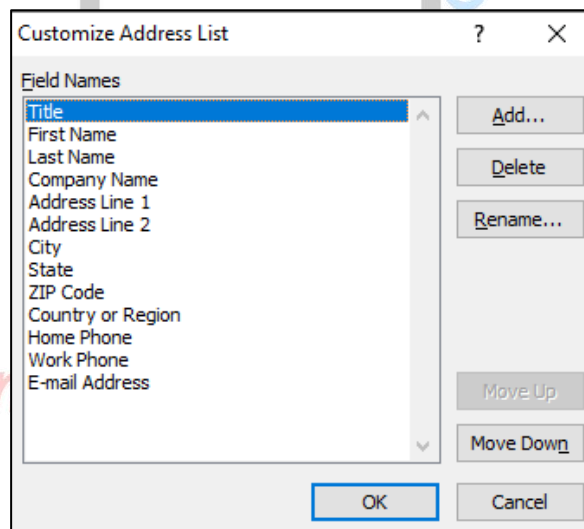 Customize Address List ? X
Field Names
Title
First Name
Last Name
Company Name
Address Line 1
Address Line 2
City
State
ZIP Code
Country or Region
Home Phone
Work Phone
E-mail Address
Add...
Delete
Rename...
Move Up
Move Down
OK
Cancel